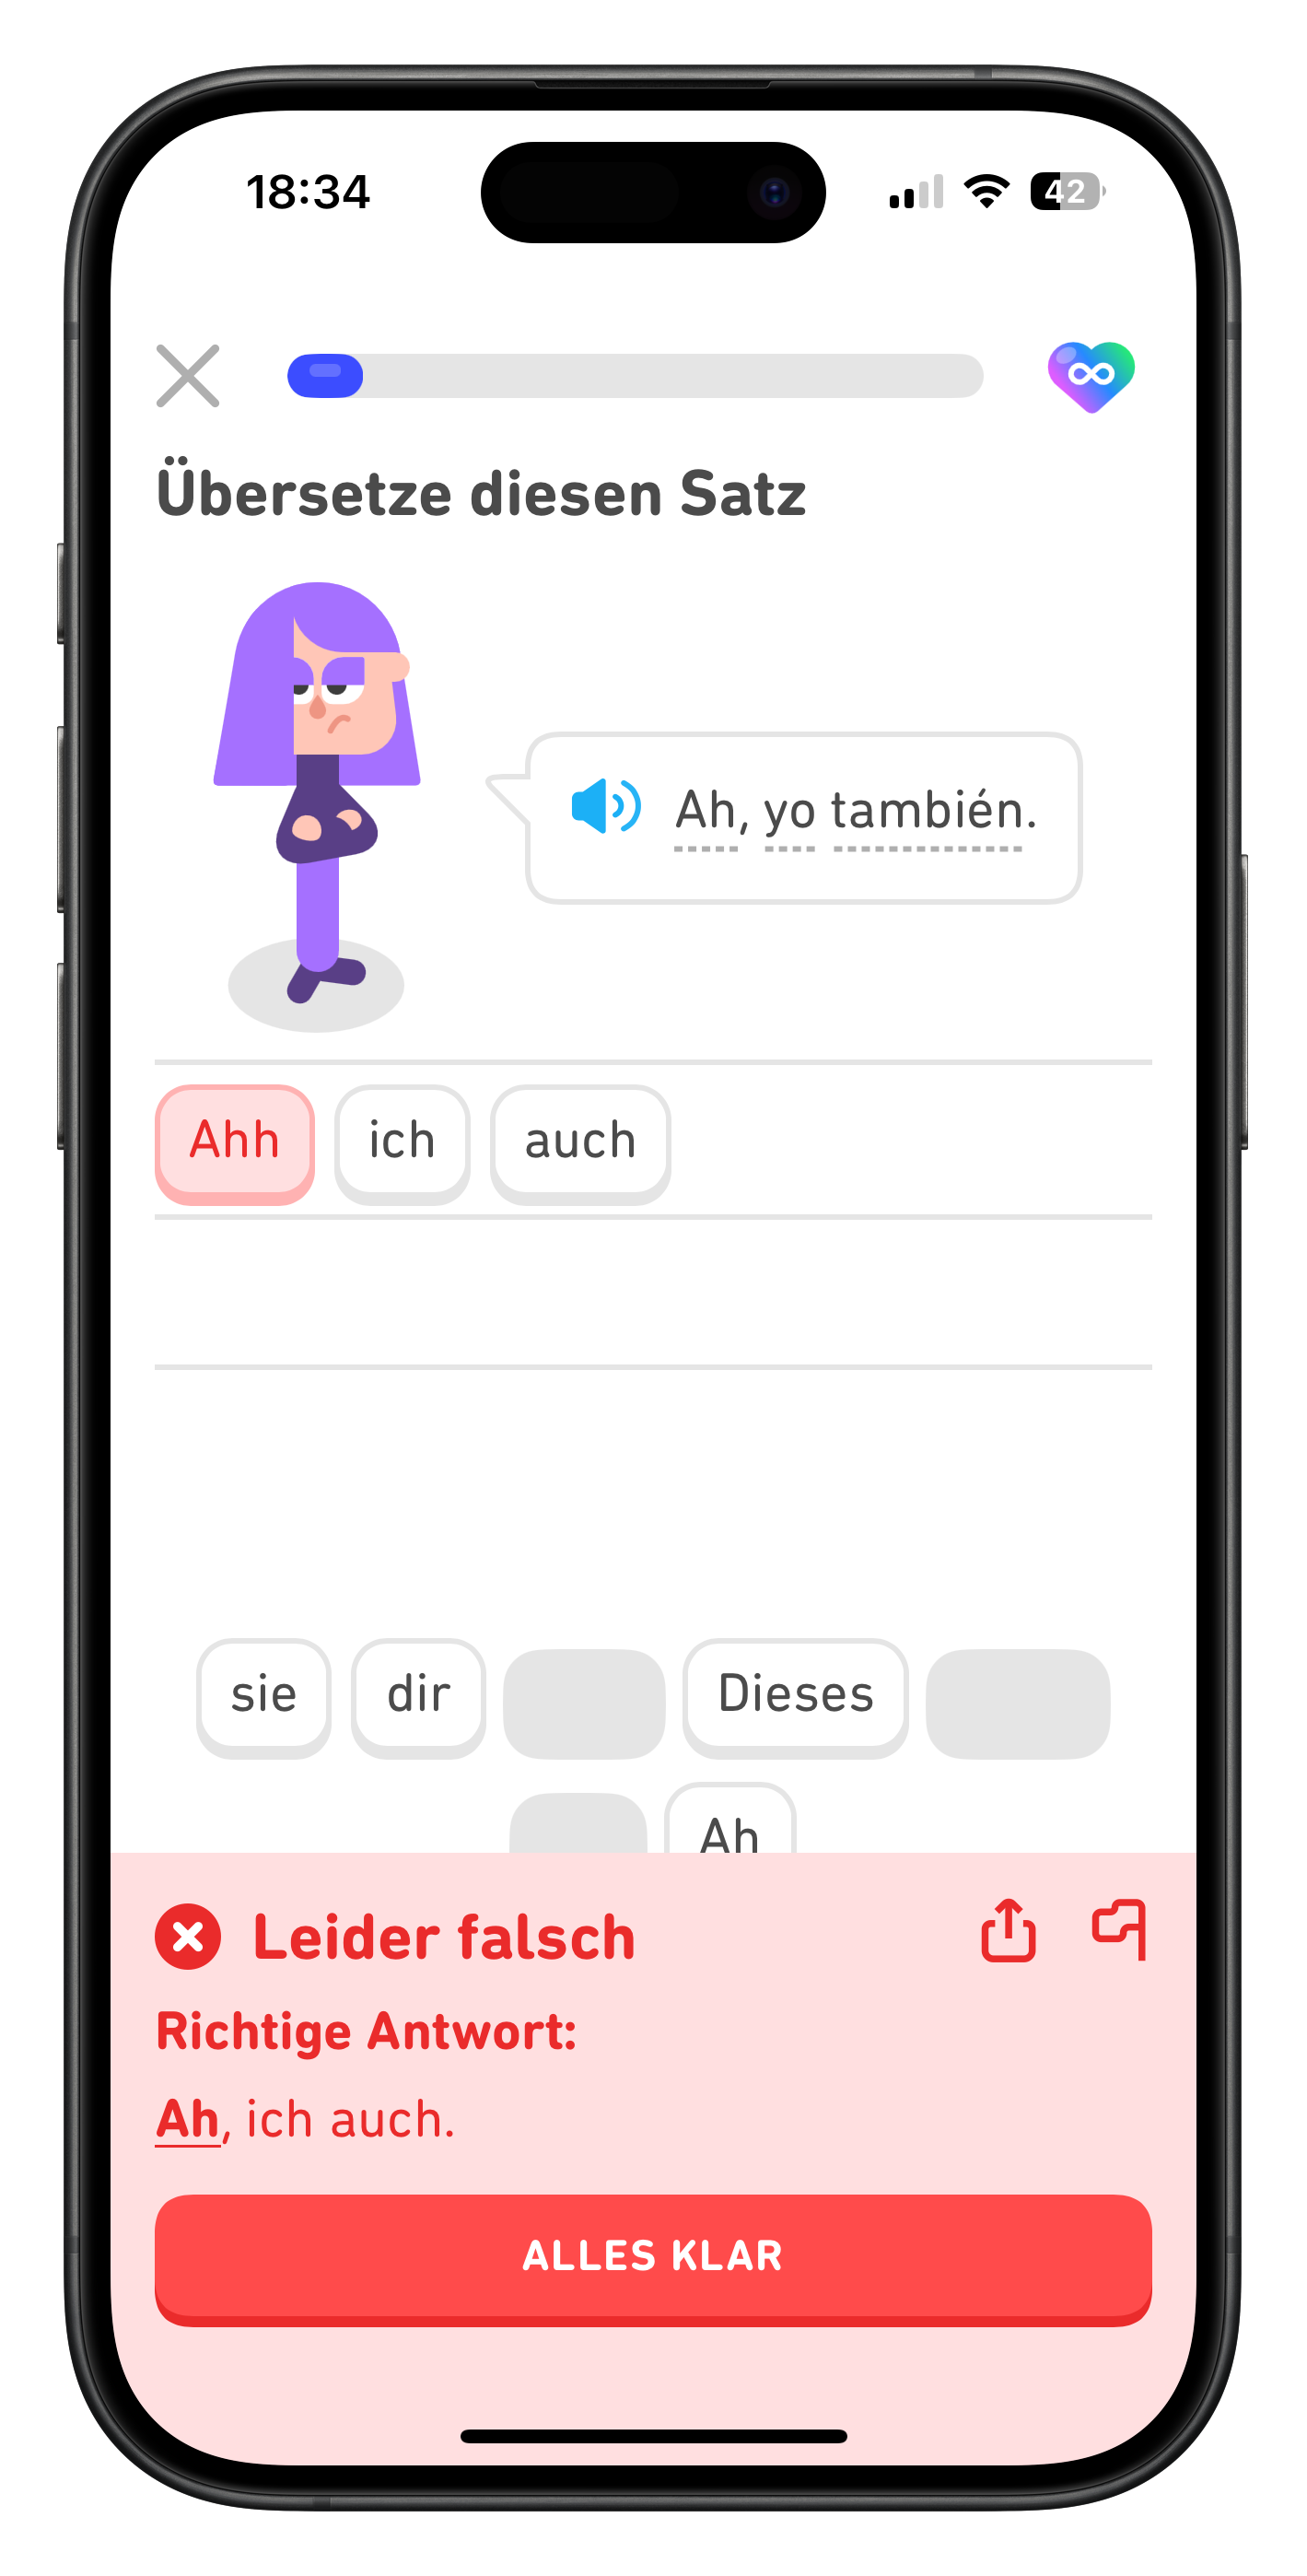 18:34
42
Übersetze diesen Satz
Ah, yo también.
Ahh ich auch
sie dir Dieses
Ah
Leider falsch
Richtige Antwort:
Ah, ich auch.
ALLES KLAR